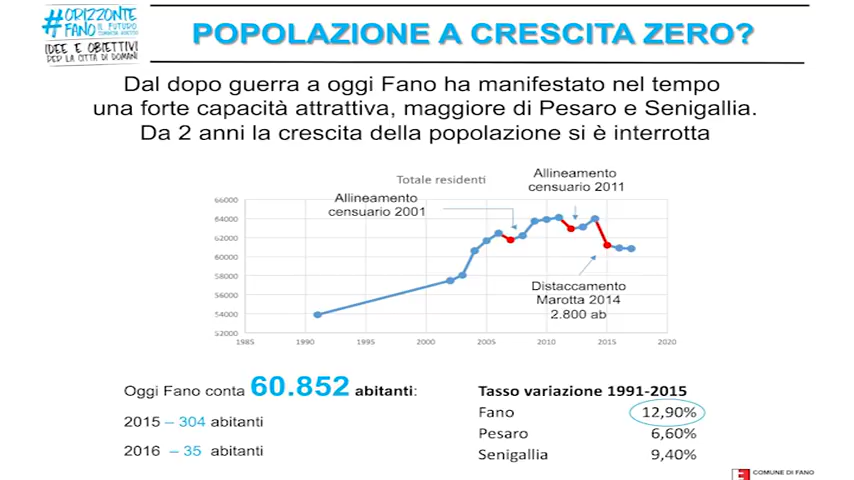 #ORIZZONTE
FANO IL FUTURO
IDEE E OBIETTIVI
PER LA CITTÀ DI DOMANI
POPOLAZIONE A CRESCITA ZERO?
Dal dopo guerra a oggi Fano ha manifestato nel tempo
una forte capacità attrattiva, maggiore di Pesaro e Senigallia.
Da 2 anni la crescita della popolazione si è interrotta
Totale residenti
Allineamento
censuario 2001
Allineamento
censuario 2011
66000
64000
62000
60000
58000
56000
54000
52000
1985 1990 1995 2000 2005 2010 2015 2020
Distaccamento
Marotta 2014
2.800 ab
Oggi Fano conta 60.852 abitanti:
2015 – 304 abitanti
2016 – 35 abitanti
Tasso variazione 1991-2015
Fano 12,90%
Pesaro 6,60%
Senigallia 9,40%
COMUNE DI FANO